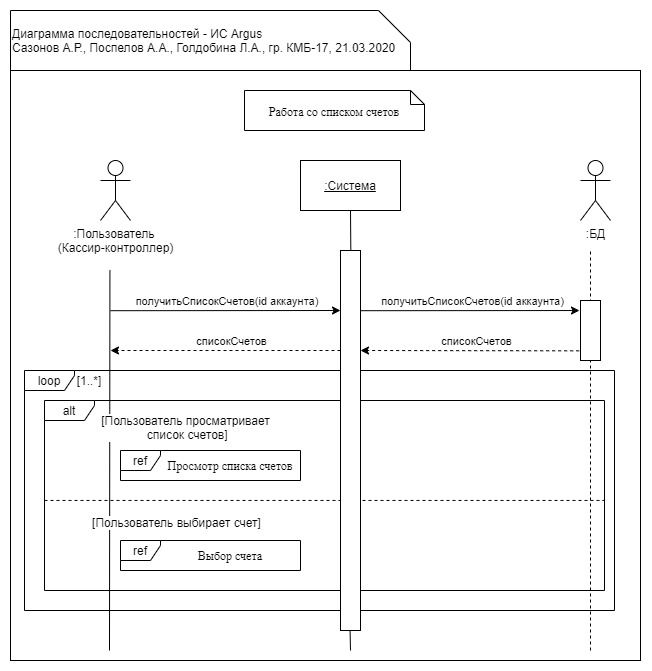 Диаграмма последовательностей - ИС Argus
Сазонов А.Р., Поспелов А.А., Голдобина Л.А., гр. КМБ-17, 21.03.2020
Работа со списком счетов
:Система
:Пользователь
(Кассир-контроллер)
:БД
получитьСписокСчетов(id аккаунта)
получитьСписокСчетов(id аккаунта)
списокСчетов
списокСчетов
loop
[1..*]
alt
[Пользователь просматривает
список счетов]
ref
Просмотр списка счетов
[Пользователь выбирает счет]
ref
Выбор счета